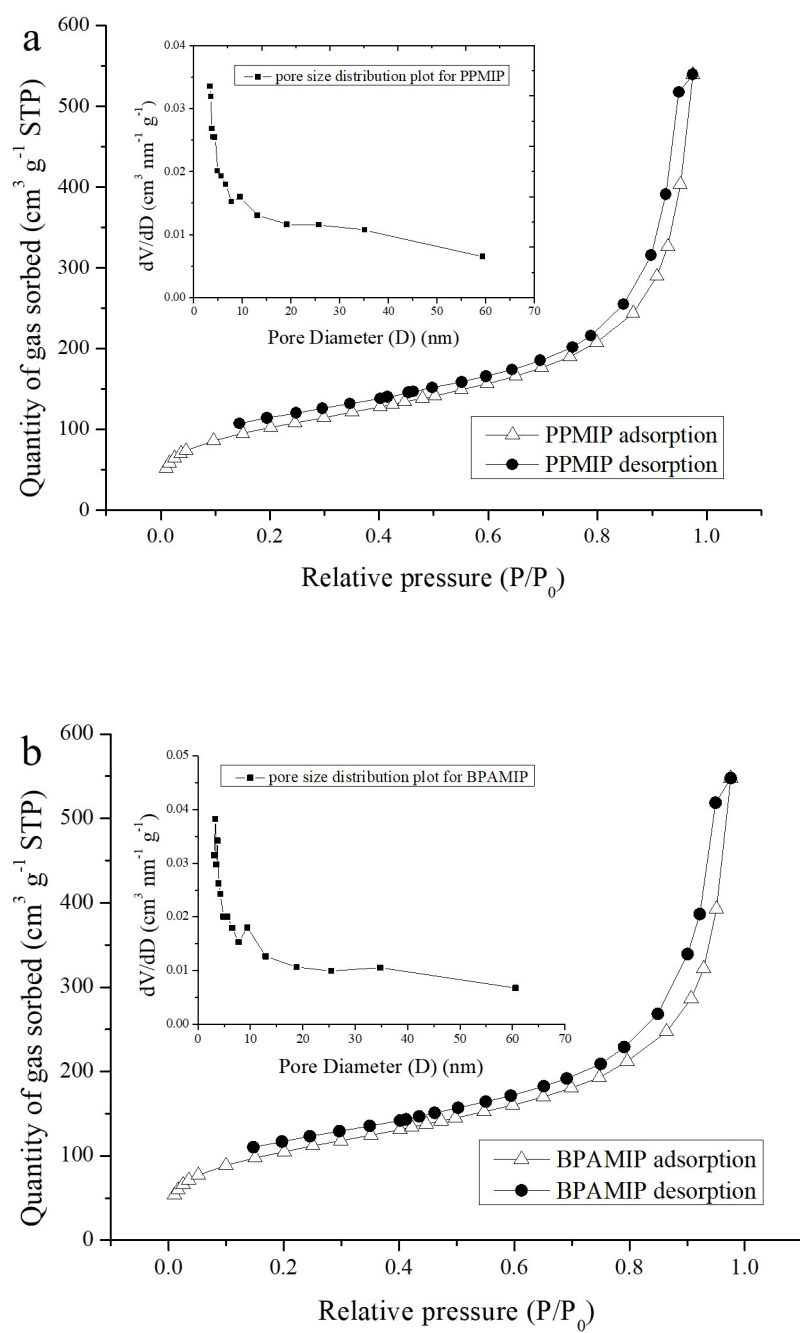 a
600
500
400
300
200
100
0
Quantity of gas sorbed (cm³ g⁻¹ STP)
0.04
0.03
0.02
0.01
0.00
dV/dD (cm³ nm⁻¹ g⁻¹)
pore size distribution plot for PPMIP
0 10 20 30 40 50 60 70
Pore Diameter (D) (nm)
PPMIP adsorption
PPMIP desorption
0.0 0.2 0.4 0.6 0.8 1.0
Relative pressure (P/P₀)
b
600
500
400
300
200
100
0
Quantity of gas sorbed (cm³ g⁻¹ STP)
0.05
0.04
0.03
0.02
0.01
0.00
dV/dD (cm³ nm⁻¹ g⁻¹)
pore size distribution plot for BPAMIP
0 10 20 30 40 50 60 70
Pore Diameter (D) (nm)
BPAMIP adsorption
BPAMIP desorption
0.0 0.2 0.4 0.6 0.8 1.0
Relative pressure (P/P₀)